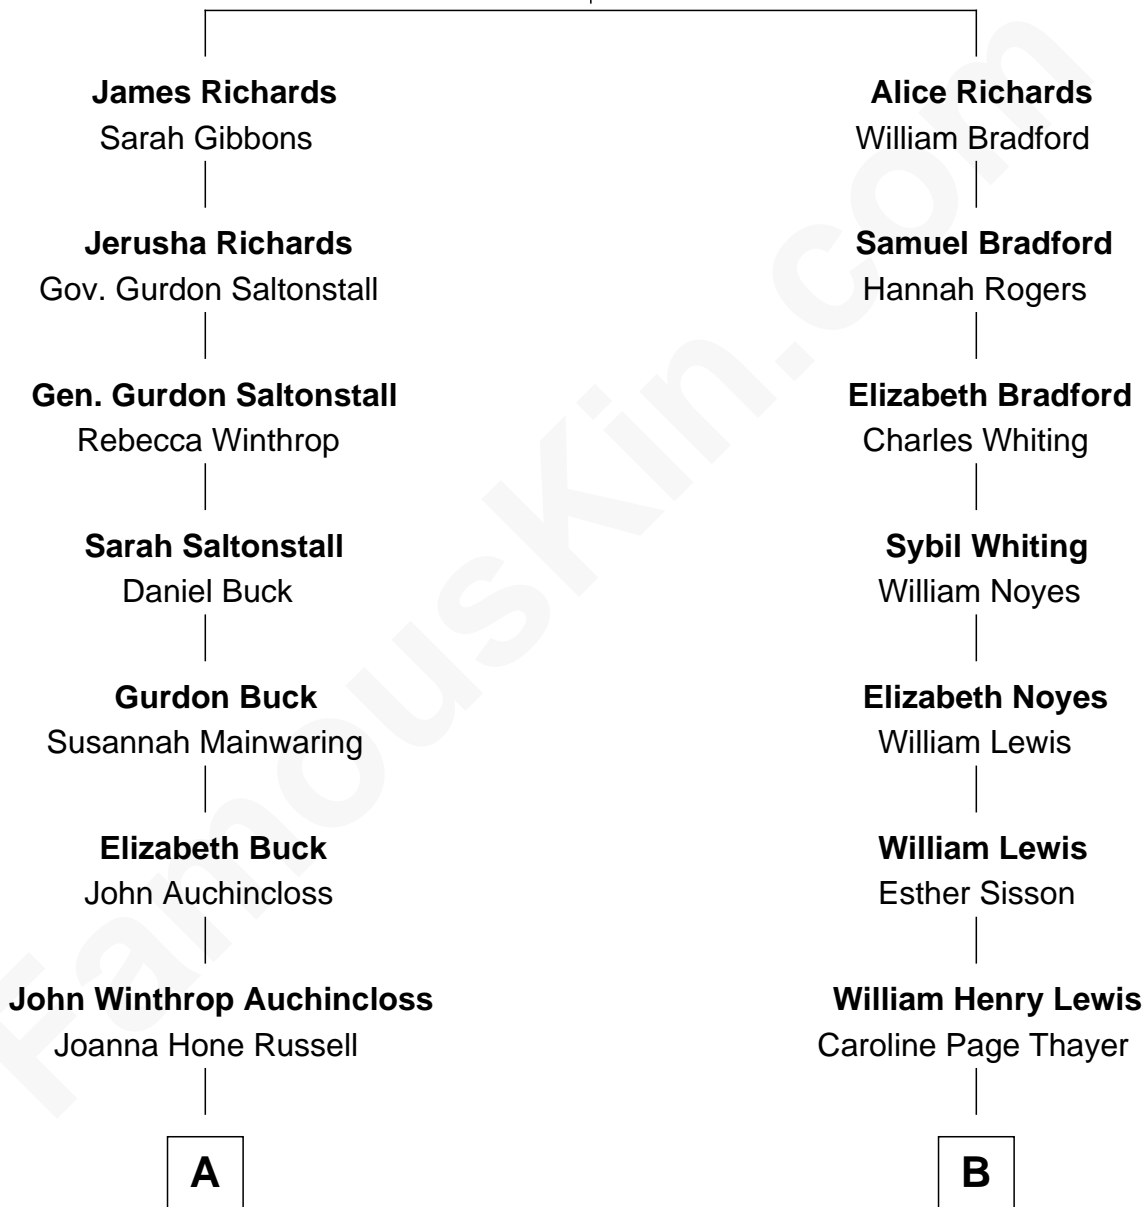 James Richards
Sarah Gibbons
Jerusha Richards
Gov. Gurdon Saltonstall
Gen. Gurdon Saltonstall
Rebecca Winthrop
Sarah Saltonstall
Daniel Buck
Gurdon Buck
Susannah Mainwaring
Elizabeth Buck
John Auchincloss
John Winthrop Auchincloss
Joanna Hone Russell
A
Alice Richards
William Bradford
Samuel Bradford
Hannah Rogers
Elizabeth Bradford
Charles Whiting
Sybil Whiting
William Noyes
Elizabeth Noyes
William Lewis
William Lewis
Esther Sisson
William Henry Lewis
Caroline Page Thayer
B
FamousKin.com